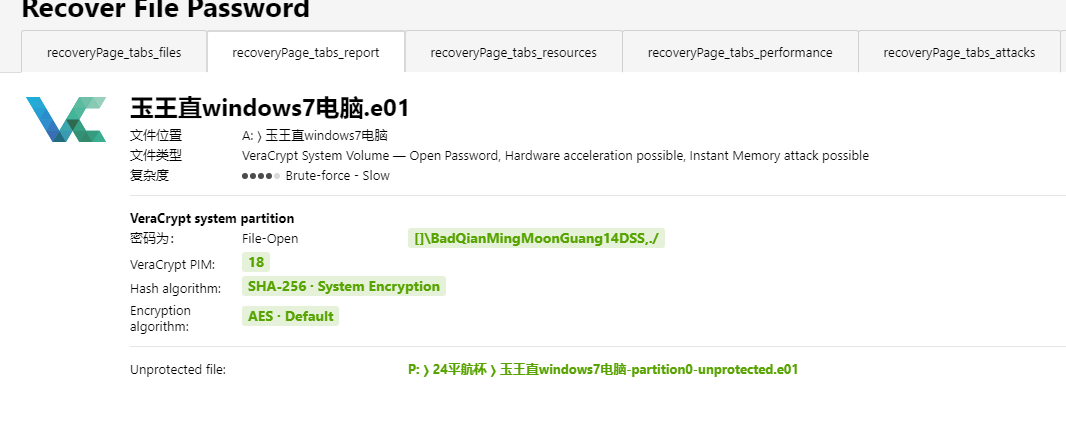 Recover File Password
recoveryPage_tabs_files
recoveryPage_tabs_report
recoveryPage_tabs_resources
recoveryPage_tabs_performance
recoveryPage_tabs_attacks
玉王直windows7电脑.e01
文件位置 A: ❭ 玉王直windows7电脑
文件类型 VeraCrypt System Volume — Open Password, Hardware acceleration possible, Instant Memory attack possible
复杂度 Brute-force - Slow
VeraCrypt system partition
密码为: File-Open []\BadQianMingMoonGuang14DSS,./
VeraCrypt PIM: 18
Hash algorithm: SHA-256 · System Encryption
Encryption
algorithm: AES · Default
Unprotected file: P: ❭ 24平航杯 ❭ 玉王直windows7电脑-partition0-unprotected.e01